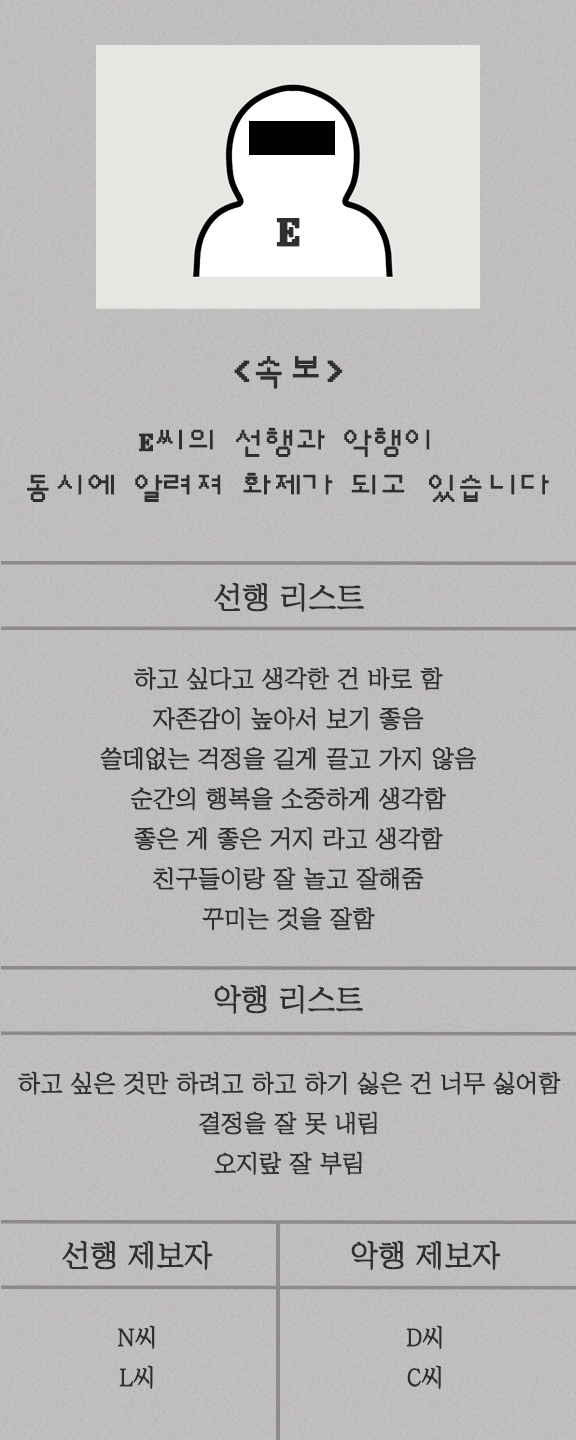 E
<속보>
E씨의 선행과 악행이
동시에 알려져 화제가 되고 있습니다
선행 리스트
하고 싶다고 생각한 건 바로 함
자존감이 높아서 보기 좋음
쓸데없는 걱정을 길게 끌고 가지 않음
순간의 행복을 소중하게 생각함
좋은 게 좋은 거지 라고 생각함
친구들이랑 잘 놀고 잘해줌
꾸미는 것을 잘함
악행 리스트
하고 싶은 것만 하려고 하고 하기 싫은 건 너무 싫어함
결정을 잘 못 내림
오지랖 잘 부림
선행 제보자
악행 제보자
N씨
D씨
L씨
C씨